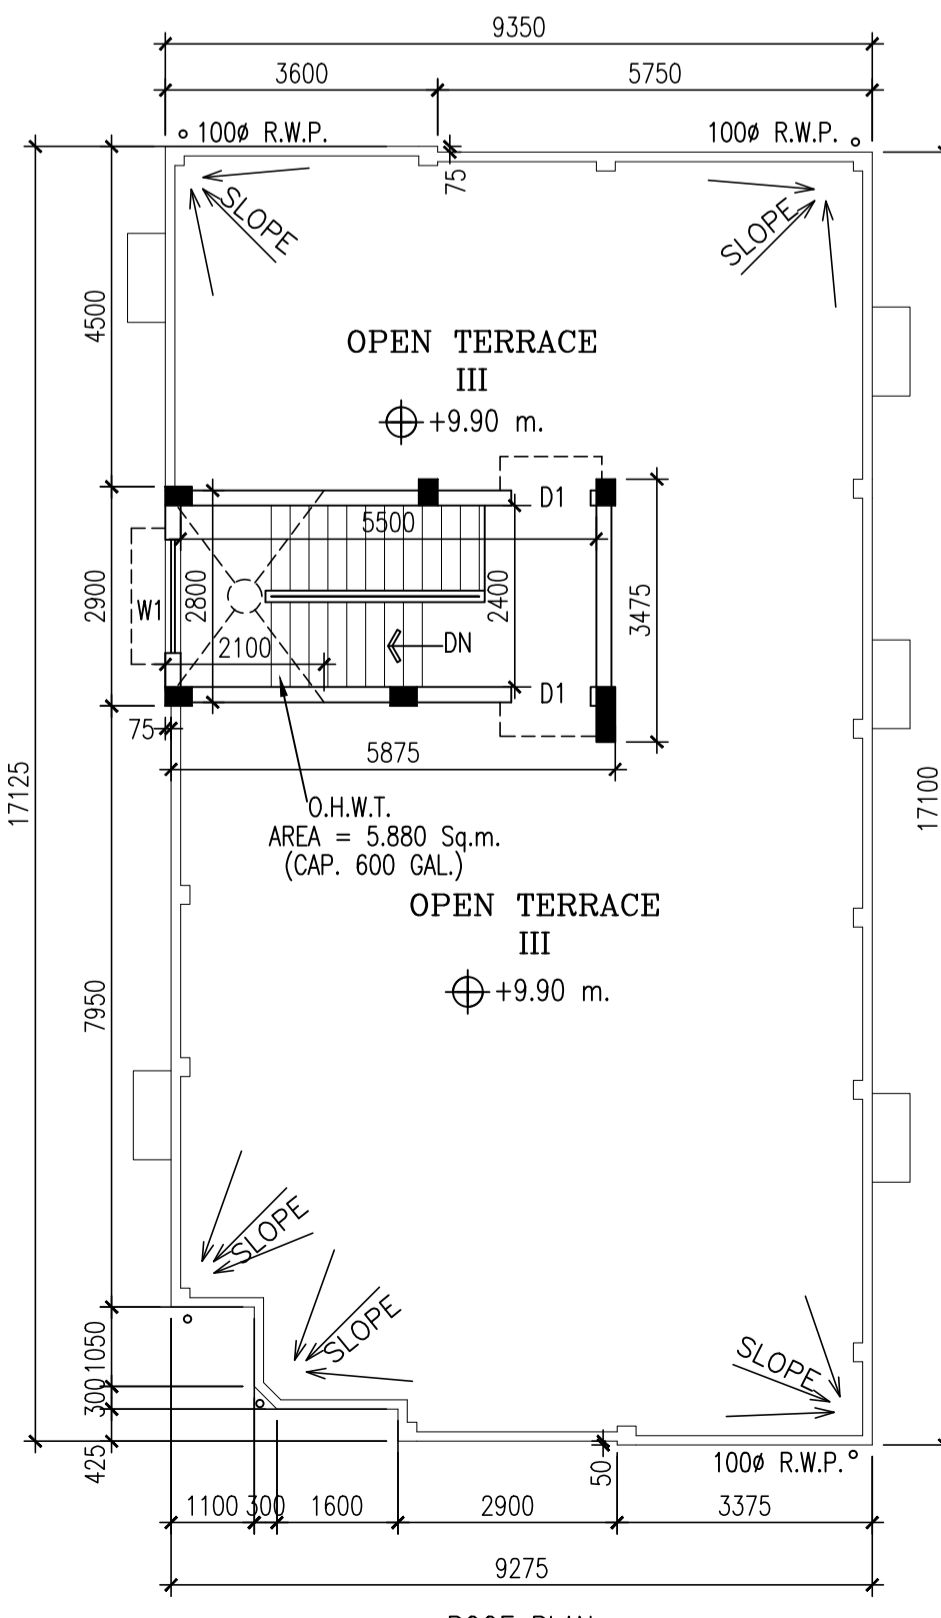 9350
3600
5750
100ø R.W.P.
100ø R.W.P.
75
SLOPE
SLOPE
4500
OPEN TERRACE
III
+9.90 m.
D1
5500
2900
W1
2800
2400
3475
2100
DN
D1
75
5875
17125
17100
O.H.W.T.
AREA = 5.880 Sq.m.
(CAP. 600 GAL.)
OPEN TERRACE
III
+9.90 m.
7950
SLOPE
SLOPE
SLOPE
1050
300
425
50
100ø R.W.P.
1100
300
1600
2900
3375
9275